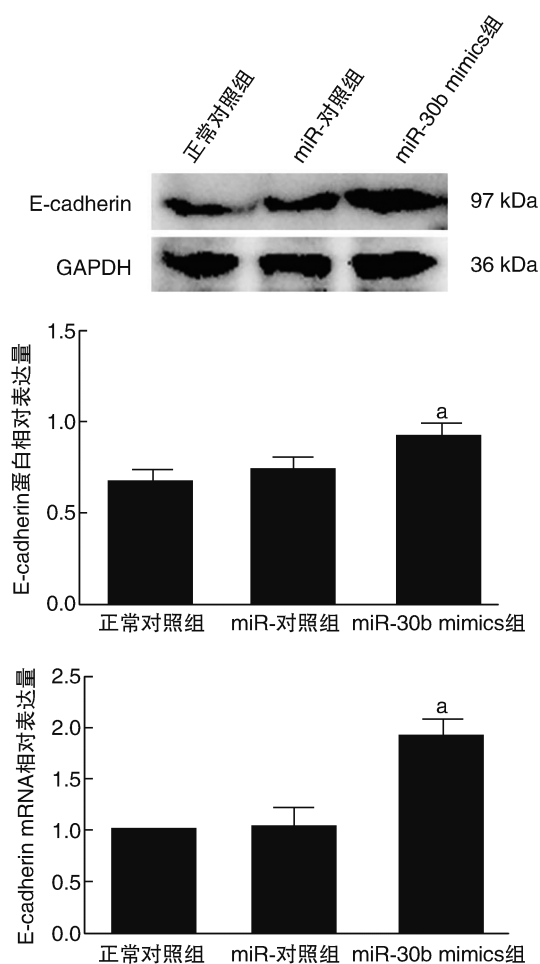 正常对照组
miR-对照组
miR-30b mimics组
E-cadherin
97 kDa
GAPDH
36 kDa
E-cadherin蛋白相对表达量
1.5
1.0
0.5
0.0
a
正常对照组
miR-对照组
miR-30b mimics组
E-cadherin mRNA相对表达量
2.5
2.0
1.5
1.0
0.5
0.0
a
正常对照组
miR-对照组
miR-30b mimics组